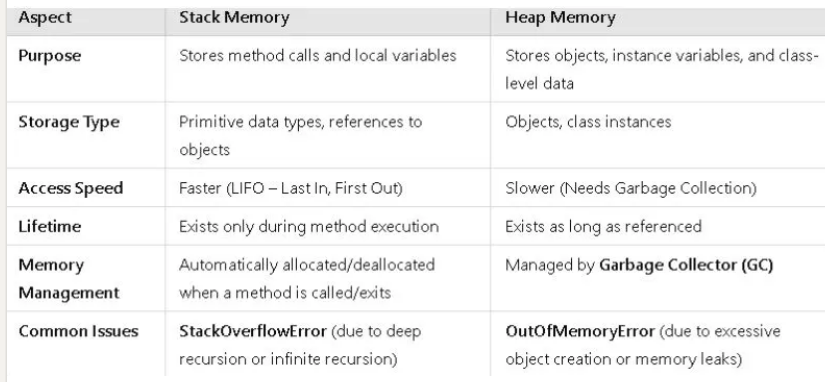 Aspect Stack Memory Heap Memory
Purpose Stores method calls and local variables Stores objects, instance variables, and class-
level data
Storage Type Primitive data types, references to Objects, class instances
objects
Access Speed Faster (LIFO – Last In, First Out) Slower (Needs Garbage Collection)
Lifetime Exists only during method execution Exists as long as referenced
Memory Automatically allocated/deallocated Managed by Garbage Collector (GC)
Management when a method is called/exits
Common Issues StackOverflowError (due to deep OutOfMemoryError (due to excessive
recursion or infinite recursion) object creation or memory leaks)